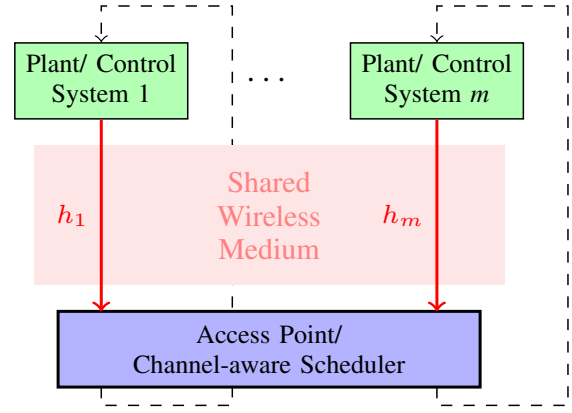 Plant/ Control
System 1
. . .
Plant/ Control
System m
h₁
Shared
Wireless
Medium
hₘ
Access Point/
Channel-aware Scheduler